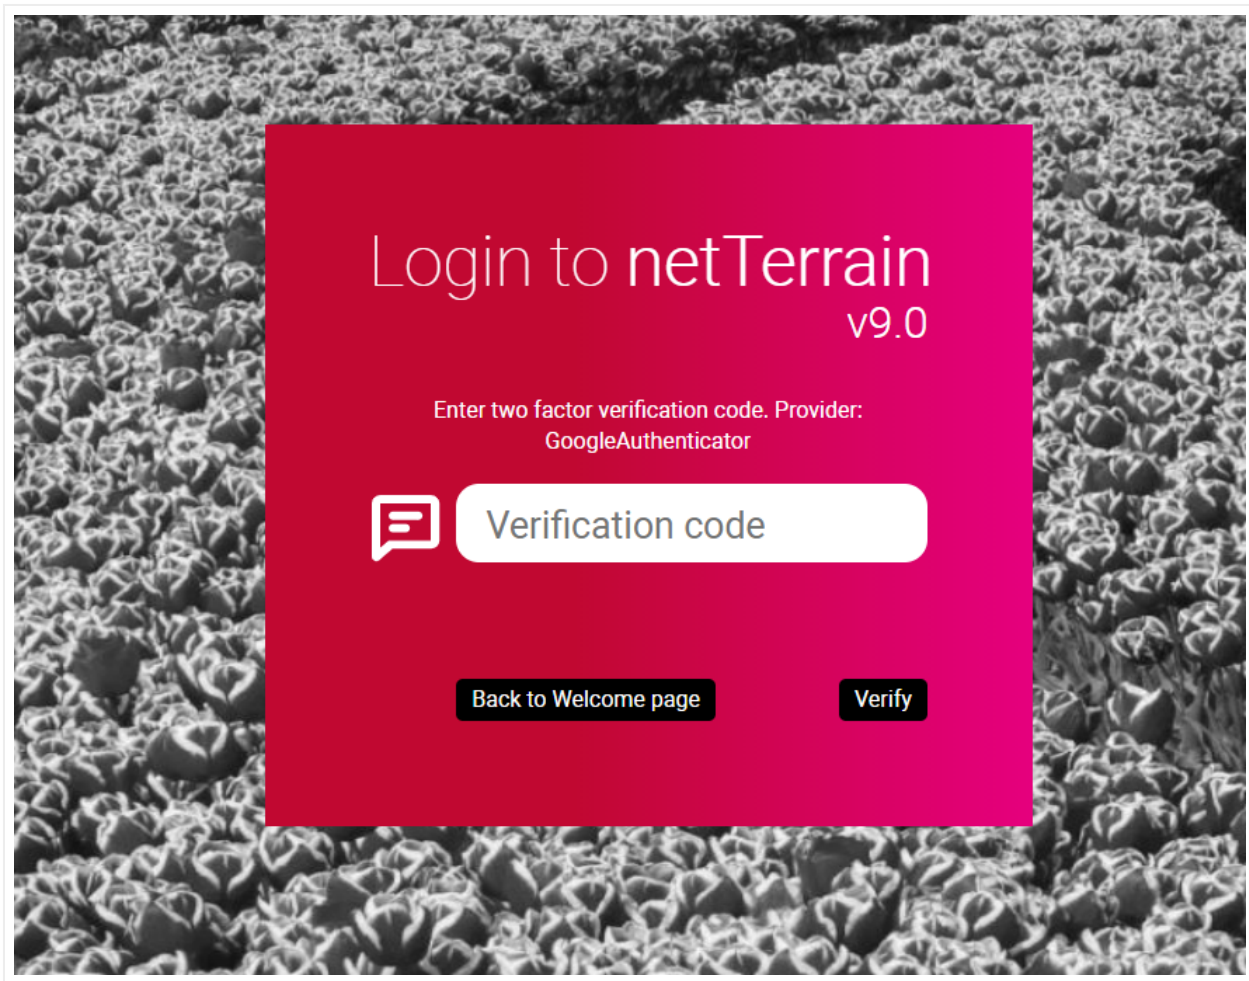 Login to netTerrain
v9.0
Enter two factor verification code. Provider:
GoogleAuthenticator
Verification code
Back to Welcome page
Verify